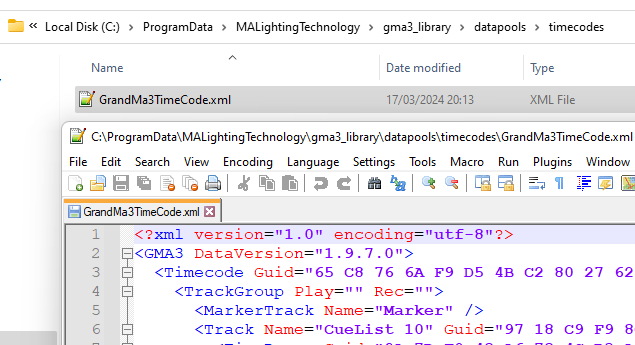 « Local Disk (C:) > ProgramData > MALightingTechnology > gma3_library > datapools > timecodes
Name Date modified Type
GrandMa3TimeCode.xml 17/03/2024 20:13 XML File
C:\ProgramData\MALightingTechnology\gma3_library\datapools\timecodes\GrandMa3TimeCode.xml
File Edit Search View Encoding Language Settings Tools Macro Run Plugins Window
GrandMa3TimeCode.xml
1 <?xml version="1.0" encoding="utf-8"?>
2 <GMA3 DataVersion="1.9.7.0">
3 <Timecode Guid="65 C8 76 6A F9 D5 4B C2 80 27 62
4 <TrackGroup Play="" Rec="">
5 <MarkerTrack Name="Marker" />
6 <Track Name="CueList 10" Guid="97 18 C9 F9 8